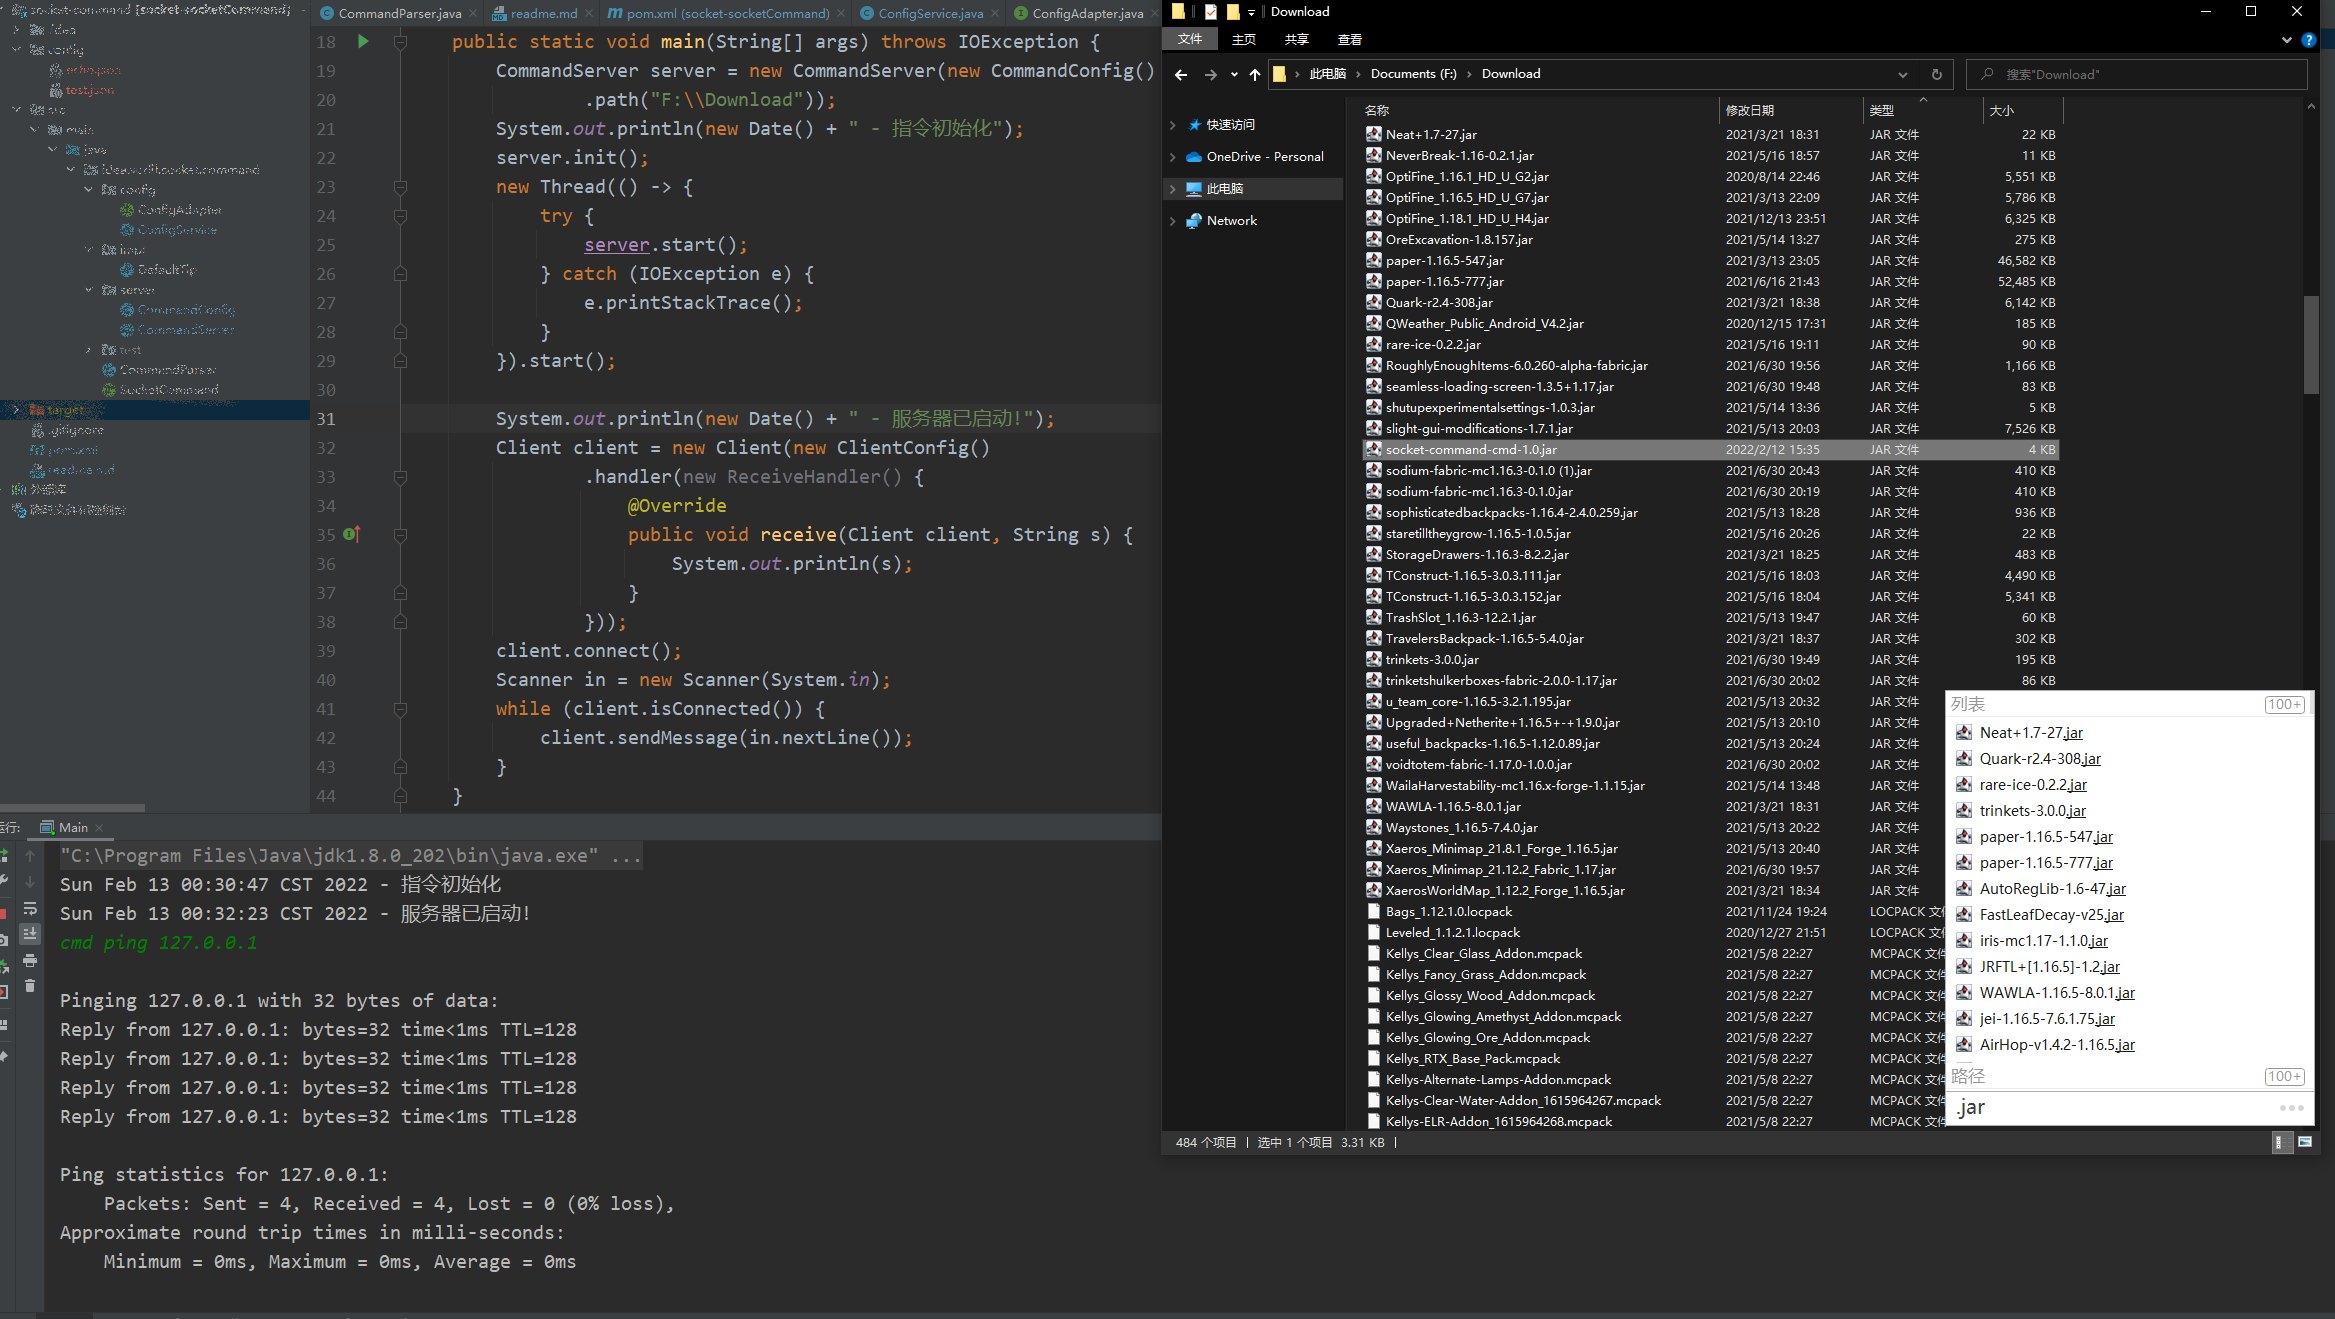 socket-command [socket-socketCommand]
.idea
config
echo.json
test.json
src
main
java
ideaswdit.socket.command
config
ConfigAdapter
ConfigService
impl
DefaultTip
server
CommandConfig
CommandServer
test
CommandParser
SocketCommand
target
.gitignore
pom.xml
readme.md
外部库
CommandParser.java
readme.md
pom.xml (socket-socketCommand)
ConfigService.java
ConfigAdapter.java
18 public static void main(String[] args) throws IOException {
19 CommandServer server = new CommandServer(new CommandConfig()
20 .path("F:\\Download"));
21 System.out.println(new Date() + " - 指令初始化");
22 server.init();
23 new Thread(() -> {
24 try {
25 server.start();
26 } catch (IOException e) {
27 e.printStackTrace();
28 }
29 }).start();
30
31 System.out.println(new Date() + " - 服务器已启动!");
32 Client client = new Client(new ClientConfig()
33 .handler(new ReceiveHandler() {
34 @Override
35 public void receive(Client client, String s) {
36 System.out.println(s);
37 }
38 }));
39 client.connect();
40 Scanner in = new Scanner(System.in);
41 while (client.isConnected()) {
42 client.sendMessage(in.nextLine());
43 }
44 }
Main
"C:\Program Files\Java\jdk1.8.0_202\bin\java.exe" ...
Sun Feb 13 00:30:47 CST 2022 - 指令初始化
Sun Feb 13 00:32:23 CST 2022 - 服务器已启动!
cmd ping 127.0.0.1
Pinging 127.0.0.1 with 32 bytes of data:
Reply from 127.0.0.1: bytes=32 time<1ms TTL=128
Reply from 127.0.0.1: bytes=32 time<1ms TTL=128
Reply from 127.0.0.1: bytes=32 time<1ms TTL=128
Reply from 127.0.0.1: bytes=32 time<1ms TTL=128
Ping statistics for 127.0.0.1:
Packets: Sent = 4, Received = 4, Lost = 0 (0% loss),
Approximate round trip times in milli-seconds:
Minimum = 0ms, Maximum = 0ms, Average = 0ms
Download
文件 主页 共享 查看
此电脑 › Documents (F:) › Download
搜索"Download"
快速访问
OneDrive - Personal
此电脑
Network
名称 修改日期 类型 大小
Neat+1.7-27.jar 2021/3/21 18:31 JAR 文件 22 KB
NeverBreak-1.16-0.2.1.jar 2021/5/16 18:57 JAR 文件 11 KB
OptiFine_1.16.1_HD_U_G2.jar 2020/8/14 22:46 JAR 文件 5,551 KB
OptiFine_1.16.5_HD_U_G7.jar 2021/3/13 22:09 JAR 文件 5,786 KB
OptiFine_1.18.1_HD_U_H4.jar 2021/12/13 23:51 JAR 文件 6,325 KB
OreExcavation-1.8.157.jar 2021/5/14 13:27 JAR 文件 275 KB
paper-1.16.5-547.jar 2021/3/13 23:05 JAR 文件 46,582 KB
paper-1.16.5-777.jar 2021/6/16 21:43 JAR 文件 52,485 KB
Quark-r2.4-308.jar 2021/3/21 18:38 JAR 文件 6,142 KB
QWeather_Public_Android_V4.2.jar 2020/12/15 17:31 JAR 文件 185 KB
rare-ice-0.2.2.jar 2021/5/16 19:11 JAR 文件 90 KB
RoughlyEnoughItems-6.0.260-alpha-fabric.jar 2021/6/30 19:56 JAR 文件 1,166 KB
seamless-loading-screen-1.3.5+1.17.jar 2021/6/30 19:48 JAR 文件 83 KB
shutupexperimentalsettings-1.0.3.jar 2021/5/14 13:36 JAR 文件 5 KB
slight-gui-modifications-1.7.1.jar 2021/5/13 20:03 JAR 文件 7,526 KB
socket-command-cmd-1.0.jar 2022/2/12 15:35 JAR 文件 4 KB
sodium-fabric-mc1.16.3-0.1.0 (1).jar 2021/6/30 20:43 JAR 文件 410 KB
sodium-fabric-mc1.16.3-0.1.0.jar 2021/6/30 20:19 JAR 文件 410 KB
sophisticatedbackpacks-1.16.4-2.4.0.259.jar 2021/5/13 18:28 JAR 文件 936 KB
staretilltheygrow-1.16.5-1.0.5.jar 2021/5/16 20:26 JAR 文件 22 KB
StorageDrawers-1.16.3-8.2.2.jar 2021/3/21 18:25 JAR 文件 483 KB
TConstruct-1.16.5-3.0.3.111.jar 2021/5/16 18:03 JAR 文件 4,490 KB
TConstruct-1.16.5-3.0.3.152.jar 2021/5/16 18:04 JAR 文件 5,341 KB
TrashSlot_1.16.3-12.2.1.jar 2021/5/13 19:47 JAR 文件 60 KB
TravelersBackpack-1.16.5-5.4.0.jar 2021/3/21 18:37 JAR 文件 302 KB
trinkets-3.0.0.jar 2021/6/30 19:49 JAR 文件 195 KB
trinketshulkerboxes-fabric-2.0.0-1.17.jar 2021/6/30 20:02 JAR 文件 86 KB
u_team_core-1.16.5-3.2.1.195.jar 2021/5/13 20:32 JAR 文件
Upgraded+Netherite+1.16.5+-+1.9.0.jar 2021/5/13 20:10 JAR 文件
useful_backpacks-1.16.5-1.12.0.89.jar 2021/5/13 20:24 JAR 文件
voidtotem-fabric-1.17.0-1.0.0.jar 2021/6/30 20:02 JAR 文件
WailaHarvestability-mc1.16.x-forge-1.1.15.jar 2021/5/14 13:48 JAR 文件
WAWLA-1.16.5-8.0.1.jar 2021/3/21 18:31 JAR 文件
Waystones_1.16.5-7.4.0.jar 2021/5/13 20:22 JAR 文件
Xaeros_Minimap_21.8.1_Forge_1.16.5.jar 2021/5/13 20:40 JAR 文件
Xaeros_Minimap_21.12.2_Fabric_1.17.jar 2021/6/30 19:57 JAR 文件
XaerosWorldMap_1.12.2_Forge_1.16.5.jar 2021/3/21 18:34 JAR 文件
Bags_1.12.1.0.locpack 2021/11/24 19:24 LOCPACK 文
Leveled_1.1.2.1.locpack 2020/12/27 21:51 LOCPACK 文
Kellys_Clear_Glass_Addon.mcpack 2021/5/8 22:27 MCPACK 文件
Kellys_Fancy_Grass_Addon.mcpack 2021/5/8 22:27 MCPACK 文件
Kellys_Glossy_Wood_Addon.mcpack 2021/5/8 22:27 MCPACK 文件
Kellys_Glowing_Amethyst_Addon.mcpack 2021/5/8 22:27 MCPACK 文件
Kellys_Glowing_Ore_Addon.mcpack 2021/5/8 22:27 MCPACK 文件
Kellys_RTX_Base_Pack.mcpack 2021/5/8 22:27 MCPACK 文件
Kellys-Alternate-Lamps-Addon.mcpack 2021/5/8 22:27 MCPACK 文件
Kellys-Clear-Water-Addon_1615964267.mcpack 2021/5/8 22:27 MCPACK 文件
Kellys-ELR-Addon_1615964268.mcpack 2021/5/8 22:27 MCPACK 文件
484 个项目 选中 1 个项目 3.31 KB
列表 100+
Neat+1.7-27.jar
Quark-r2.4-308.jar
rare-ice-0.2.2.jar
trinkets-3.0.0.jar
paper-1.16.5-547.jar
paper-1.16.5-777.jar
AutoRegLib-1.6-47.jar
FastLeafDecay-v25.jar
iris-mc1.17-1.1.0.jar
JRFTL+[1.16.5]-1.2.jar
WAWLA-1.16.5-8.0.1.jar
jei-1.16.5-7.6.1.75.jar
AirHop-v1.4.2-1.16.5.jar
路径 100+
.jar